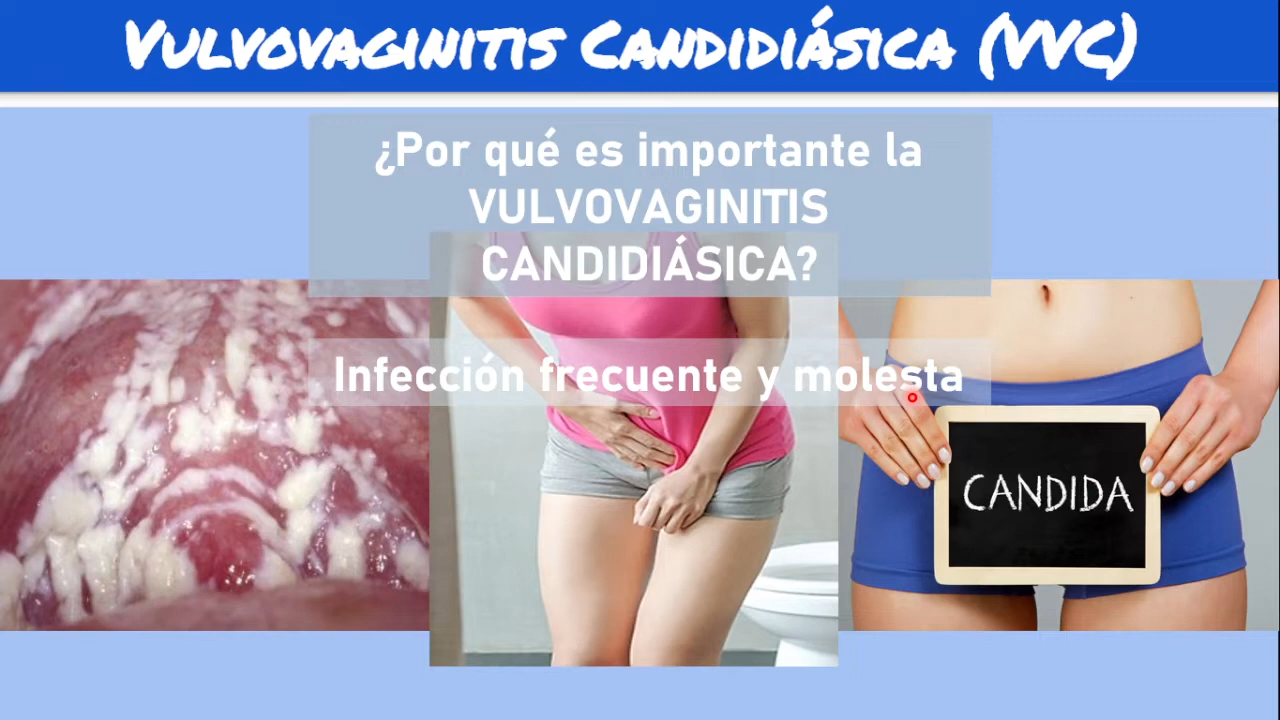 VULVOVAGINITIS CANDIDIÁSICA (VVC)
¿Por qué es importante la
VULVOVAGINITIS
CANDIDIÁSICA?
Infección frecuente y molesta
CANDIDA